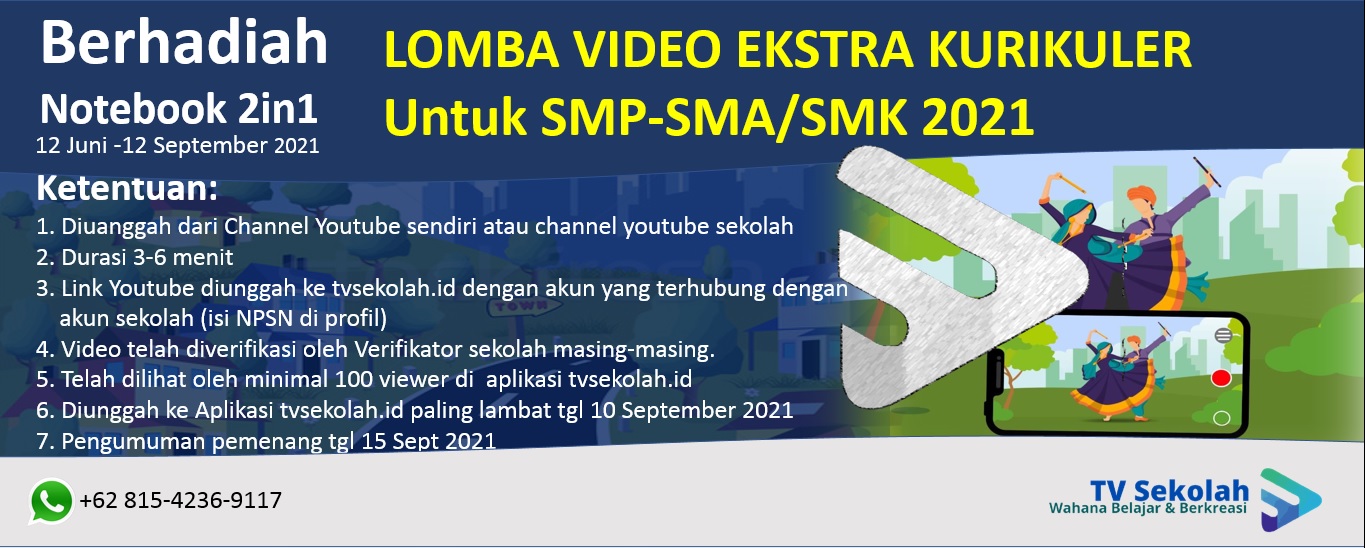 Berhadiah
Notebook 2in1
12 Juni -12 September 2021
LOMBA VIDEO EKSTRA KURIKULER
Untuk SMP-SMA/SMK 2021
Ketentuan:
1. Diuanggah dari Channel Youtube sendiri atau channel youtube sekolah
2. Durasi 3-6 menit
3. Link Youtube diunggah ke tvsekolah.id dengan akun yang terhubung dengan
akun sekolah (isi NPSN di profil)
4. Video telah diverifikasi oleh Verifikator sekolah masing-masing.
5. Telah dilihat oleh minimal 100 viewer di  aplikasi tvsekolah.id
6. Diunggah ke Aplikasi tvsekolah.id paling lambat tgl 10 September 2021
7. Pengumuman pemenang tgl 15 Sept 2021
TOWN
+62 815-4236-9117
TV Sekolah
Wahana Belajar & Berkreasi